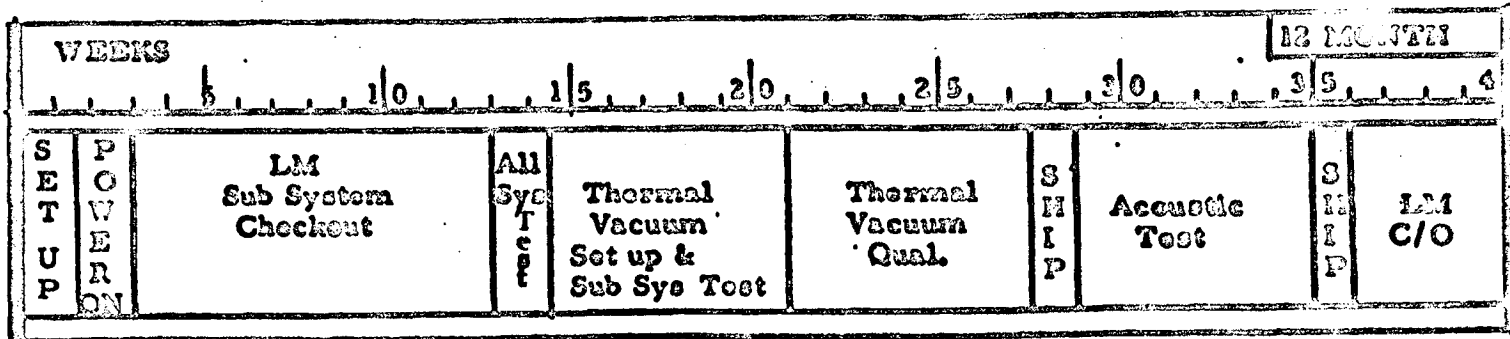 WEEKS
12 MONTH
5 10 15 20 25 30 35 4
SET UP
POWER ON
LM
Sub System
Checkout
All
Sys
Test
Thermal
Vacuum
Set up &
Sub Sys Test
Thermal
Vacuum
Qual.
SHIP
Acoustic
Test
SHIP
LM
C/O